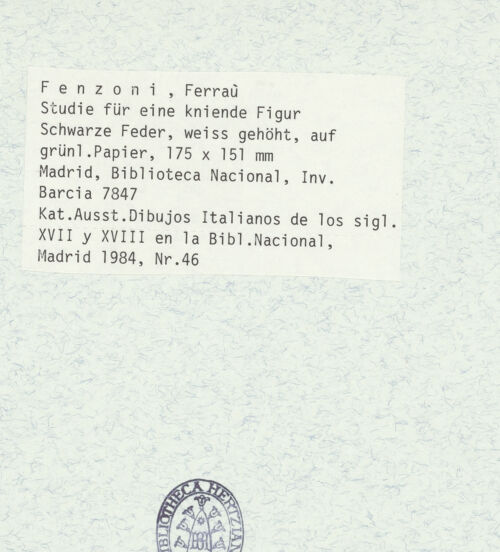 F e n z o n i , Ferraù
Studie für eine kniende Figur
Schwarze Feder, weiss gehöht, auf
grünl.Papier, 175 x 151 mm
Madrid, Biblioteca Nacional, Inv.
Barcia 7847
Kat.Ausst.Dibujos Italianos de los sigl.
XVII y XVIII en la Bibl.Nacional,
Madrid 1984, Nr.46
BIBLIOTHECA HERTZIAN